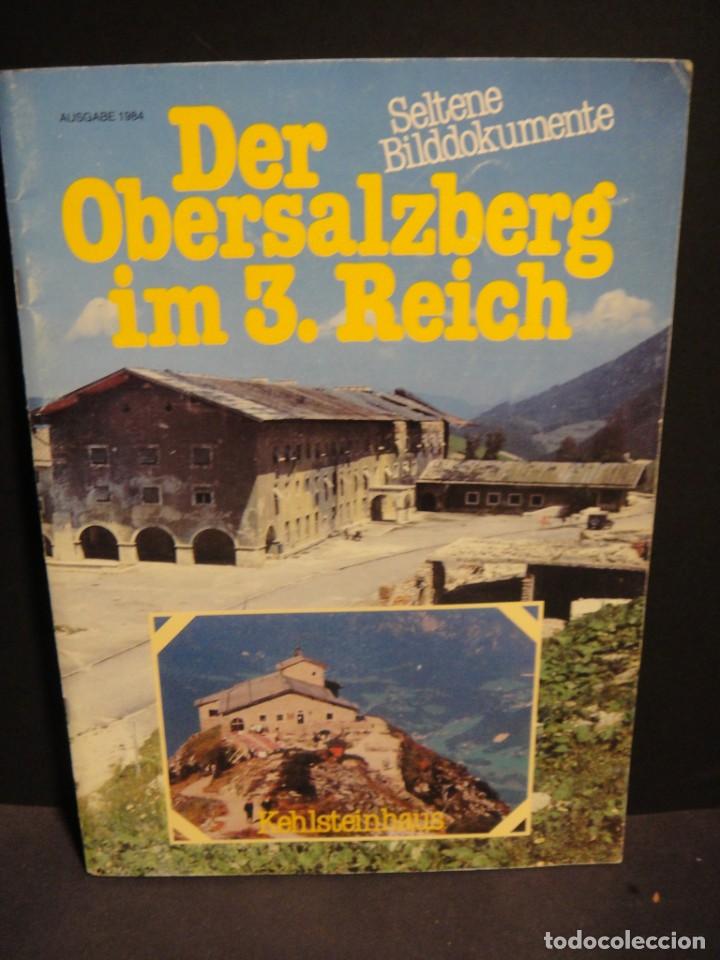 AUSGABE 1984
Seltene
Bilddokumente
Der
Obersalzberg
im 3. Reich
Kehlsteinhaus
todocoleccion